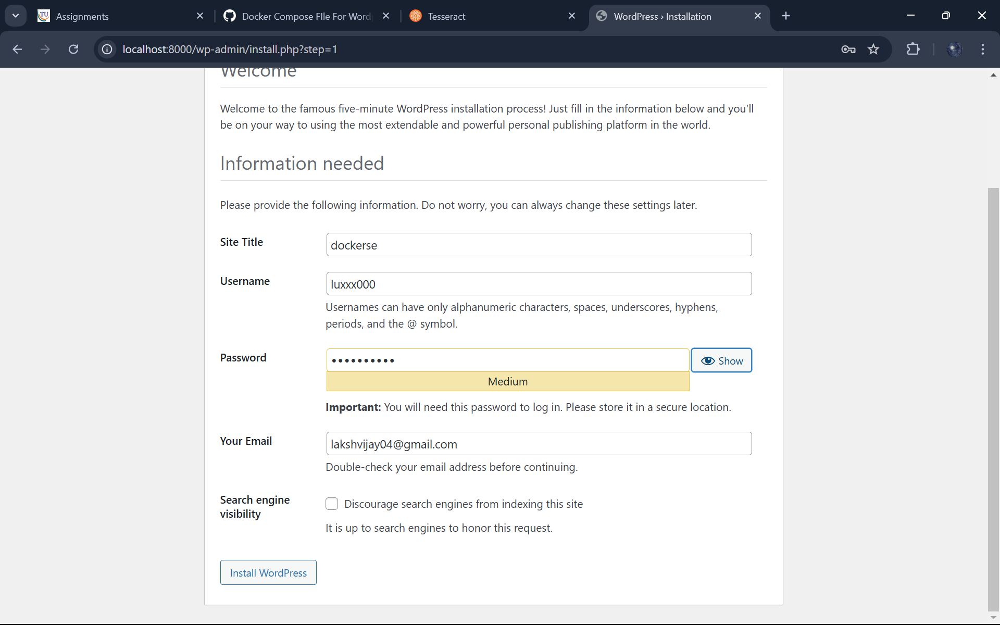 TU Assignments
Docker Compose FIle For Word
Tesseract
WordPress › Installation
localhost:8000/wp-admin/install.php?step=1
Welcome
Welcome to the famous five-minute WordPress installation process! Just fill in the information below and you’ll
be on your way to using the most extendable and powerful personal publishing platform in the world.
Information needed
Please provide the following information. Do not worry, you can always change these settings later.
Site Title
dockerse
Username
luxxx000
Usernames can have only alphanumeric characters, spaces, underscores, hyphens,
periods, and the @ symbol.
Password
••••••••••
Show
Medium
Important: You will need this password to log in. Please store it in a secure location.
Your Email
lakshvijay04@gmail.com
Double-check your email address before continuing.
Search engine
visibility
Discourage search engines from indexing this site
It is up to search engines to honor this request.
Install WordPress